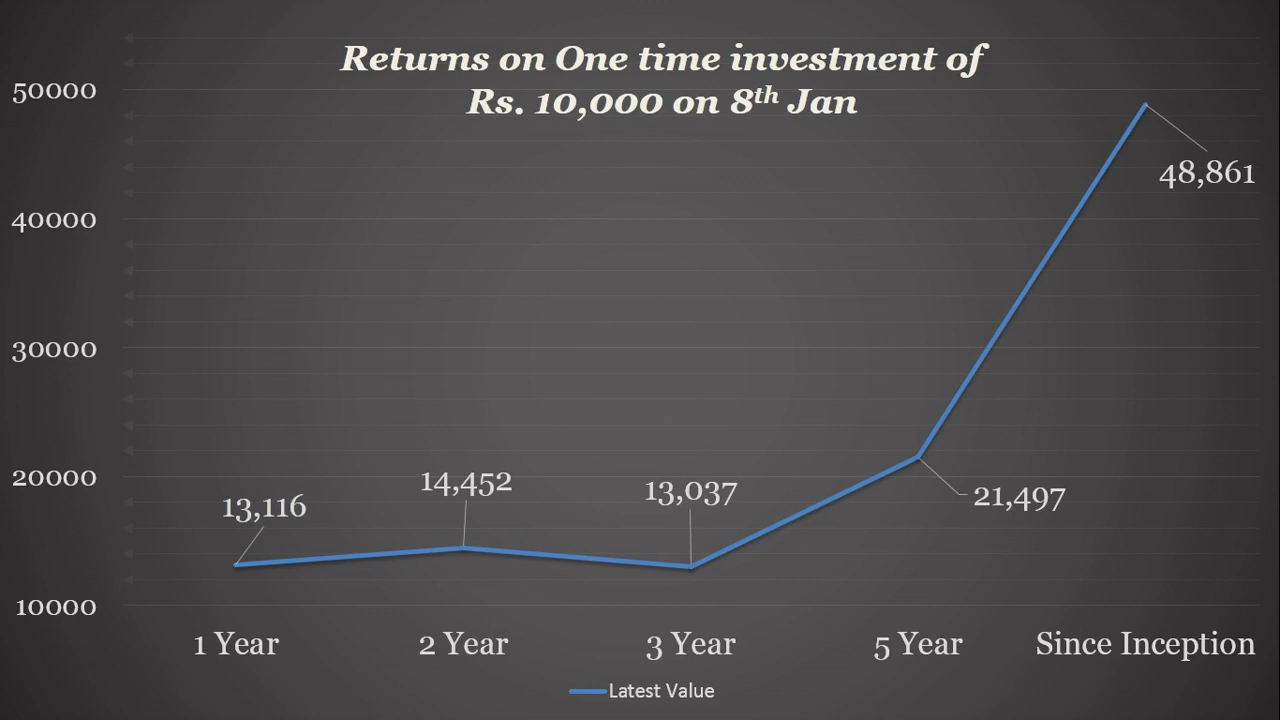 Returns on One time investment of
Rs. 10,000 on 8th Jan
50000
40000
30000
20000
10000
13,116
14,452
13,037
21,497
48,861
1 Year
2 Year
3 Year
5 Year
Since Inception
Latest Value